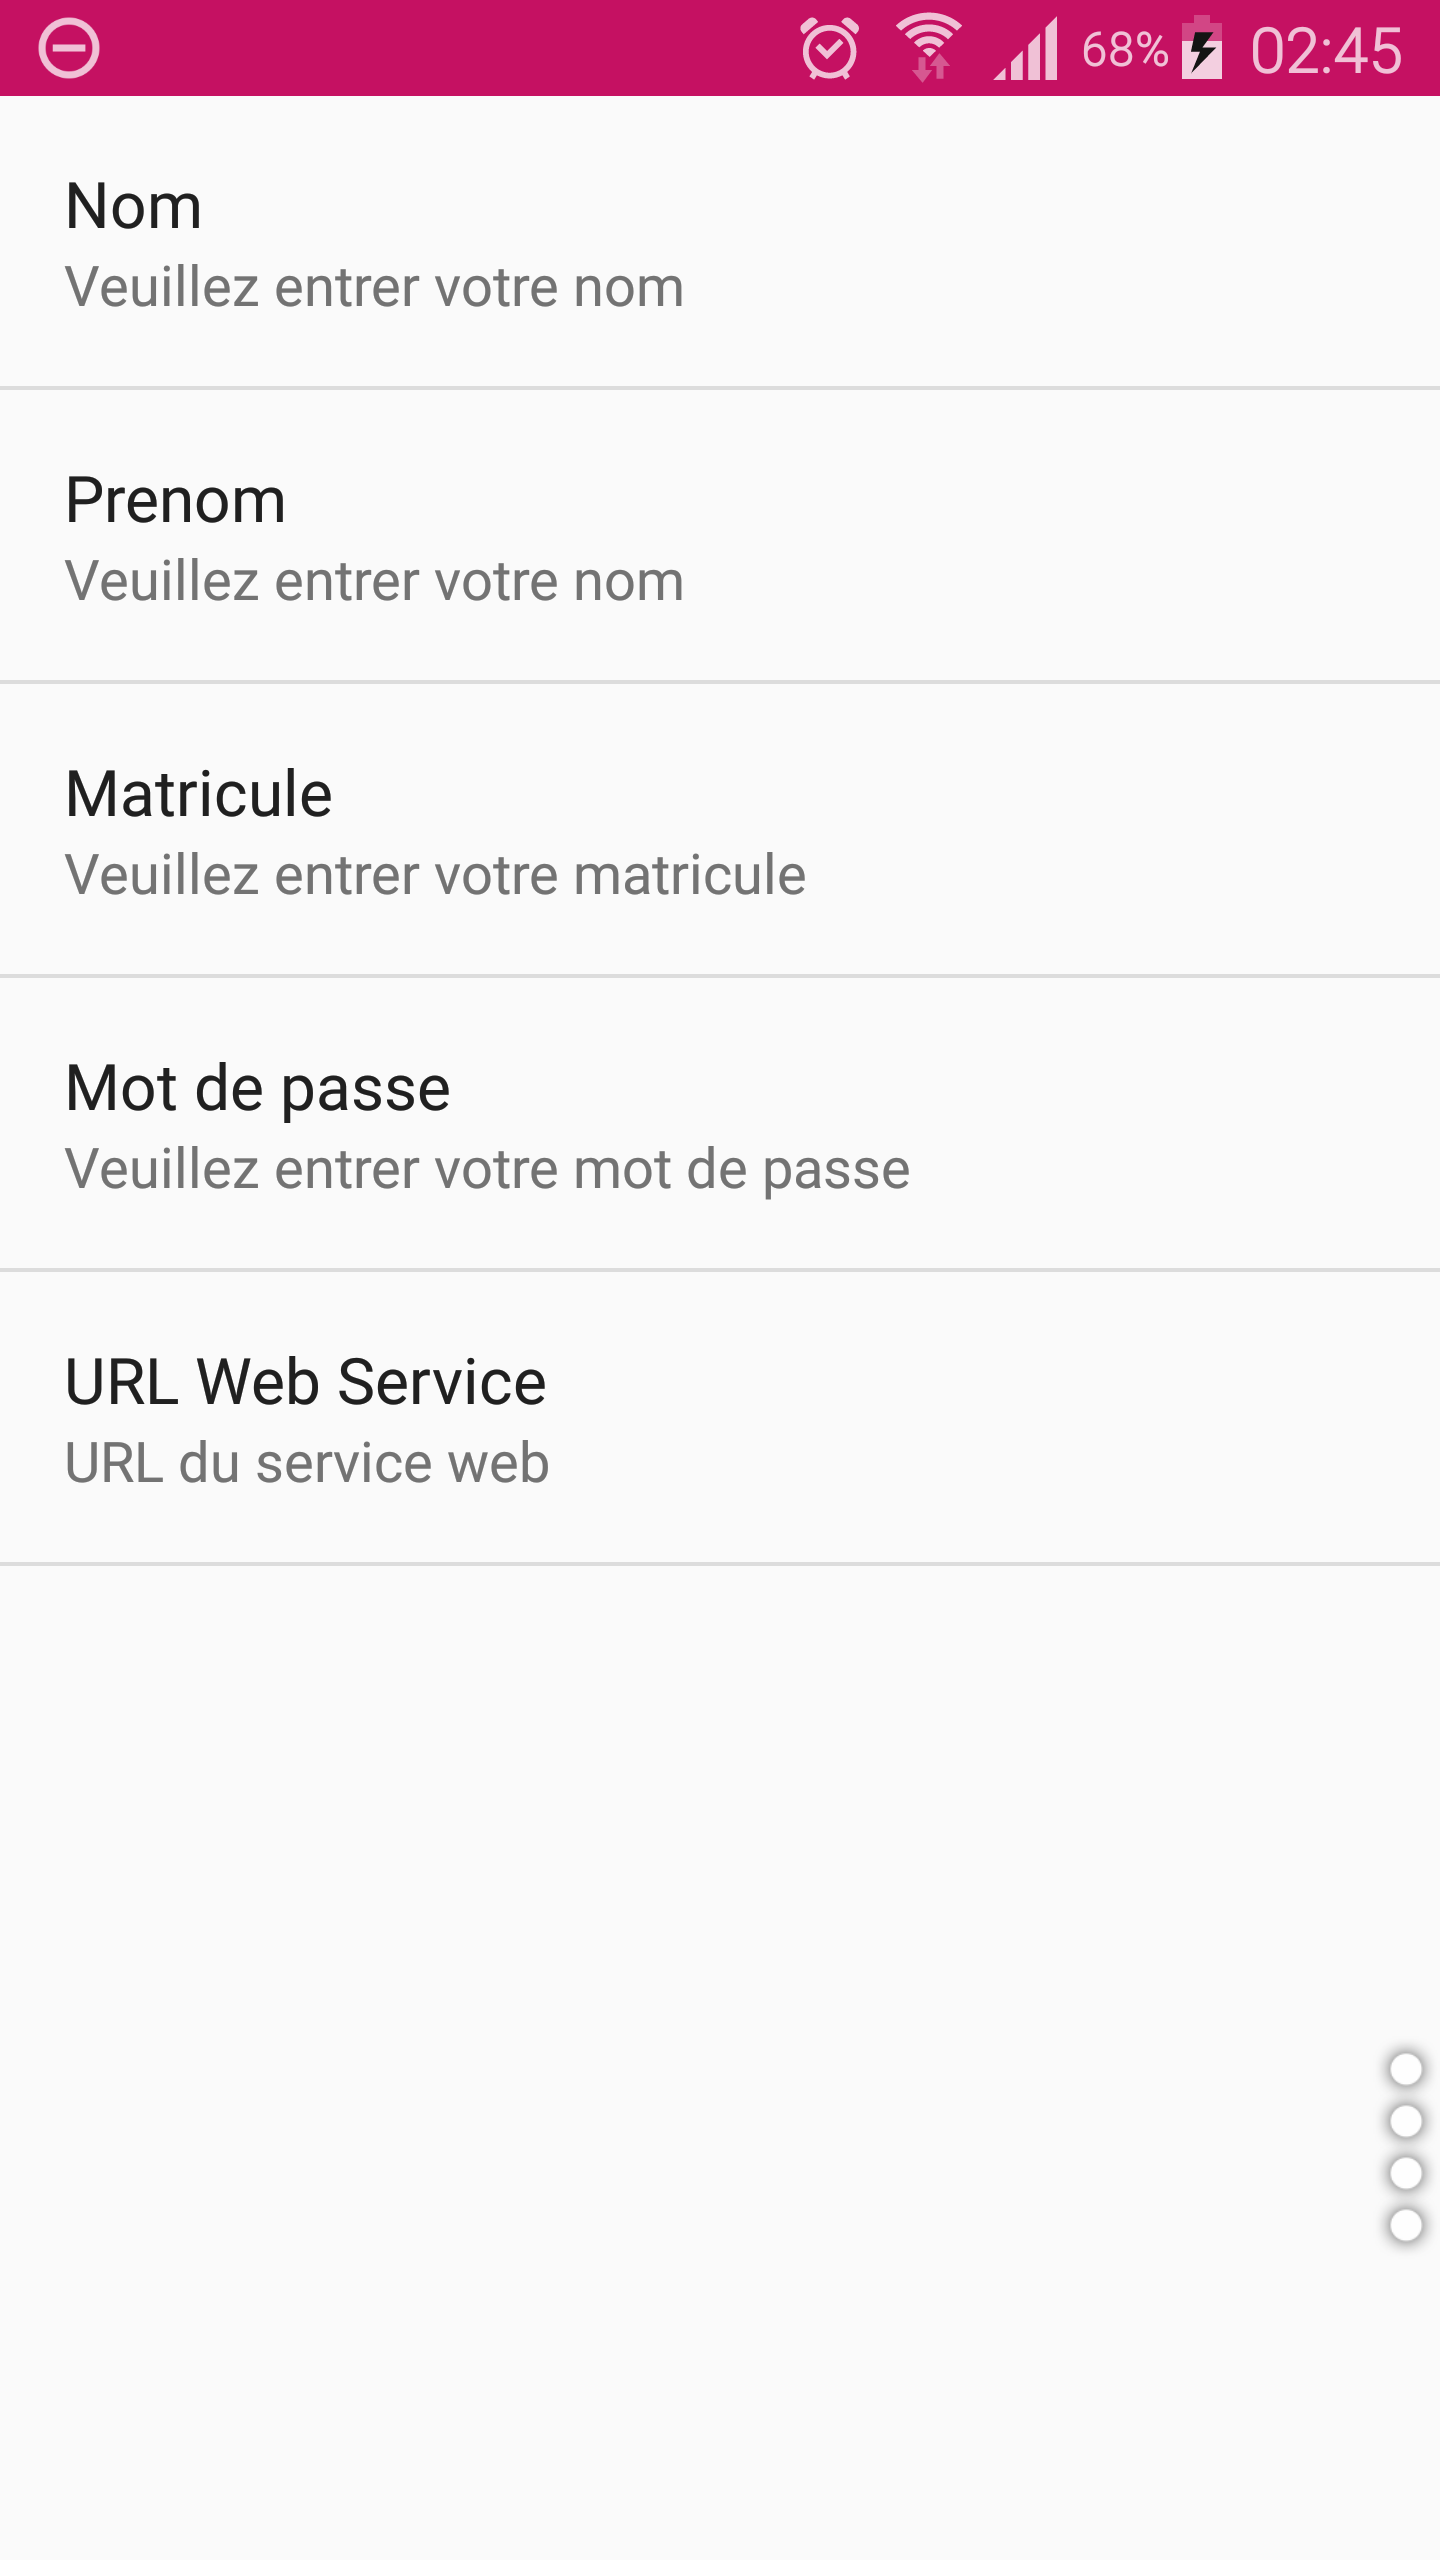 68% 02:45
Nom
Veuillez entrer votre nom
Prenom
Veuillez entrer votre nom
Matricule
Veuillez entrer votre matricule
Mot de passe
Veuillez entrer votre mot de passe
URL Web Service
URL du service web